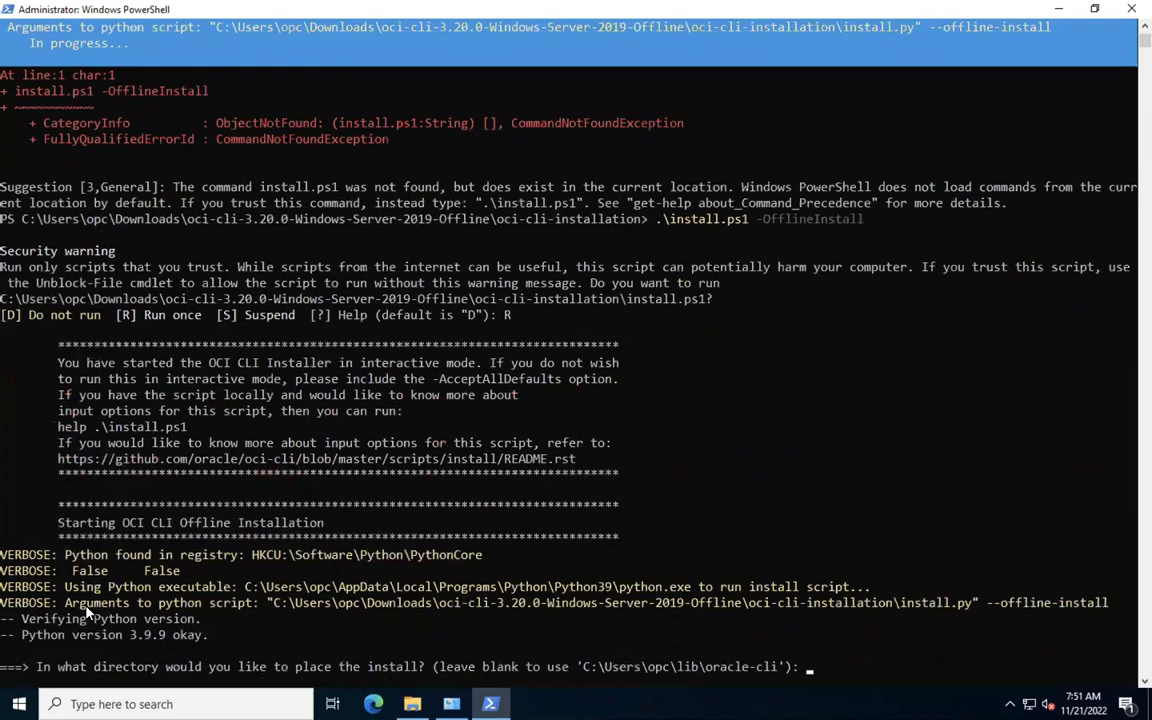 Administrator: Windows PowerShell
Arguments to python script: "C:\Users\opc\Downloads\oci-cli-3.20.0-Windows-Server-2019-Offline\oci-cli-installation\install.py" --offline-install
In progress...
At line:1 char:1
+ install.ps1 -OfflineInstall
+ ~~~~~~~~~~~
+ CategoryInfo : ObjectNotFound: (install.ps1:String) [], CommandNotFoundException
+ FullyQualifiedErrorId : CommandNotFoundException
Suggestion [3,General]: The command install.ps1 was not found, but does exist in the current location. Windows PowerShell does not load commands from the curr
ent location by default. If you trust this command, instead type: ".\install.ps1". See "get-help about_Command_Precedence" for more details.
PS C:\Users\opc\Downloads\oci-cli-3.20.0-Windows-Server-2019-Offline\oci-cli-installation> .\install.ps1 -OfflineInstall
Security warning
Run only scripts that you trust. While scripts from the internet can be useful, this script can potentially harm your computer. If you trust this script, use
the Unblock-File cmdlet to allow the script to run without this warning message. Do you want to run
C:\Users\opc\Downloads\oci-cli-3.20.0-Windows-Server-2019-Offline\oci-cli-installation\install.ps1?
[D] Do not run [R] Run once [S] Suspend [?] Help (default is "D"): R
******************************************************************************
You have started the OCI CLI Installer in interactive mode. If you do not wish
to run this in interactive mode, please include the -AcceptAllDefaults option.
If you have the script locally and would like to know more about
input options for this script, then you can run:
help .\install.ps1
If you would like to know more about input options for this script, refer to:
https://github.com/oracle/oci-cli/blob/master/scripts/install/README.rst
******************************************************************************
******************************************************************************
Starting OCI CLI Offline Installation
******************************************************************************
VERBOSE: Python found in registry: HKCU:\Software\Python\PythonCore
VERBOSE: False False
VERBOSE: Using Python executable: C:\Users\opc\AppData\Local\Programs\Python\Python39\python.exe to run install script...
VERBOSE: Arguments to python script: "C:\Users\opc\Downloads\oci-cli-3.20.0-Windows-Server-2019-Offline\oci-cli-installation\install.py" --offline-install
-- Verifying Python version.
-- Python version 3.9.9 okay.
===> In what directory would you like to place the install? (leave blank to use 'C:\Users\opc\lib\oracle-cli'): _
Type here to search
7:51 AM
11/21/2022
1